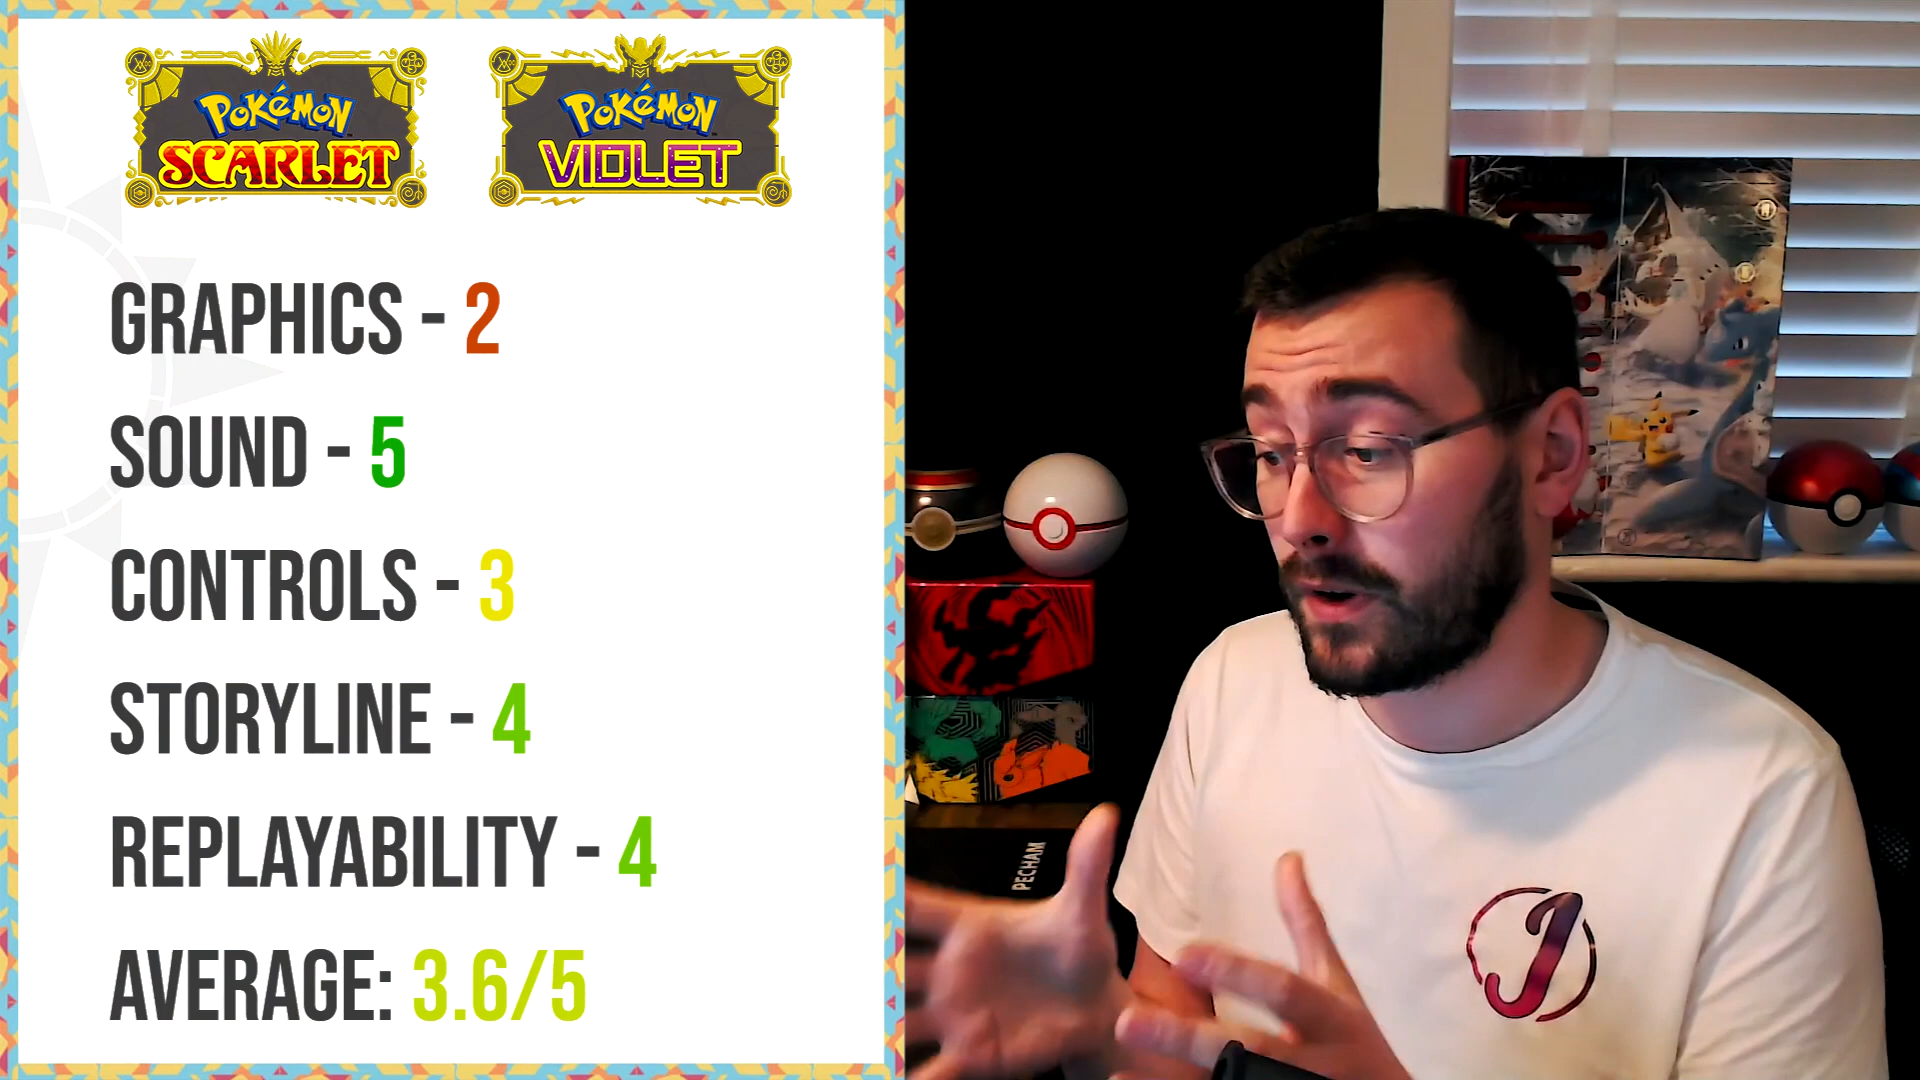 POKÉMON
SCARLET
POKÉMON
VIOLET
GRAPHICS - 2
SOUND - 5
CONTROLS - 3
STORYLINE - 4
REPLAYABILITY - 4
AVERAGE: 3.6/5
PECHAM
J